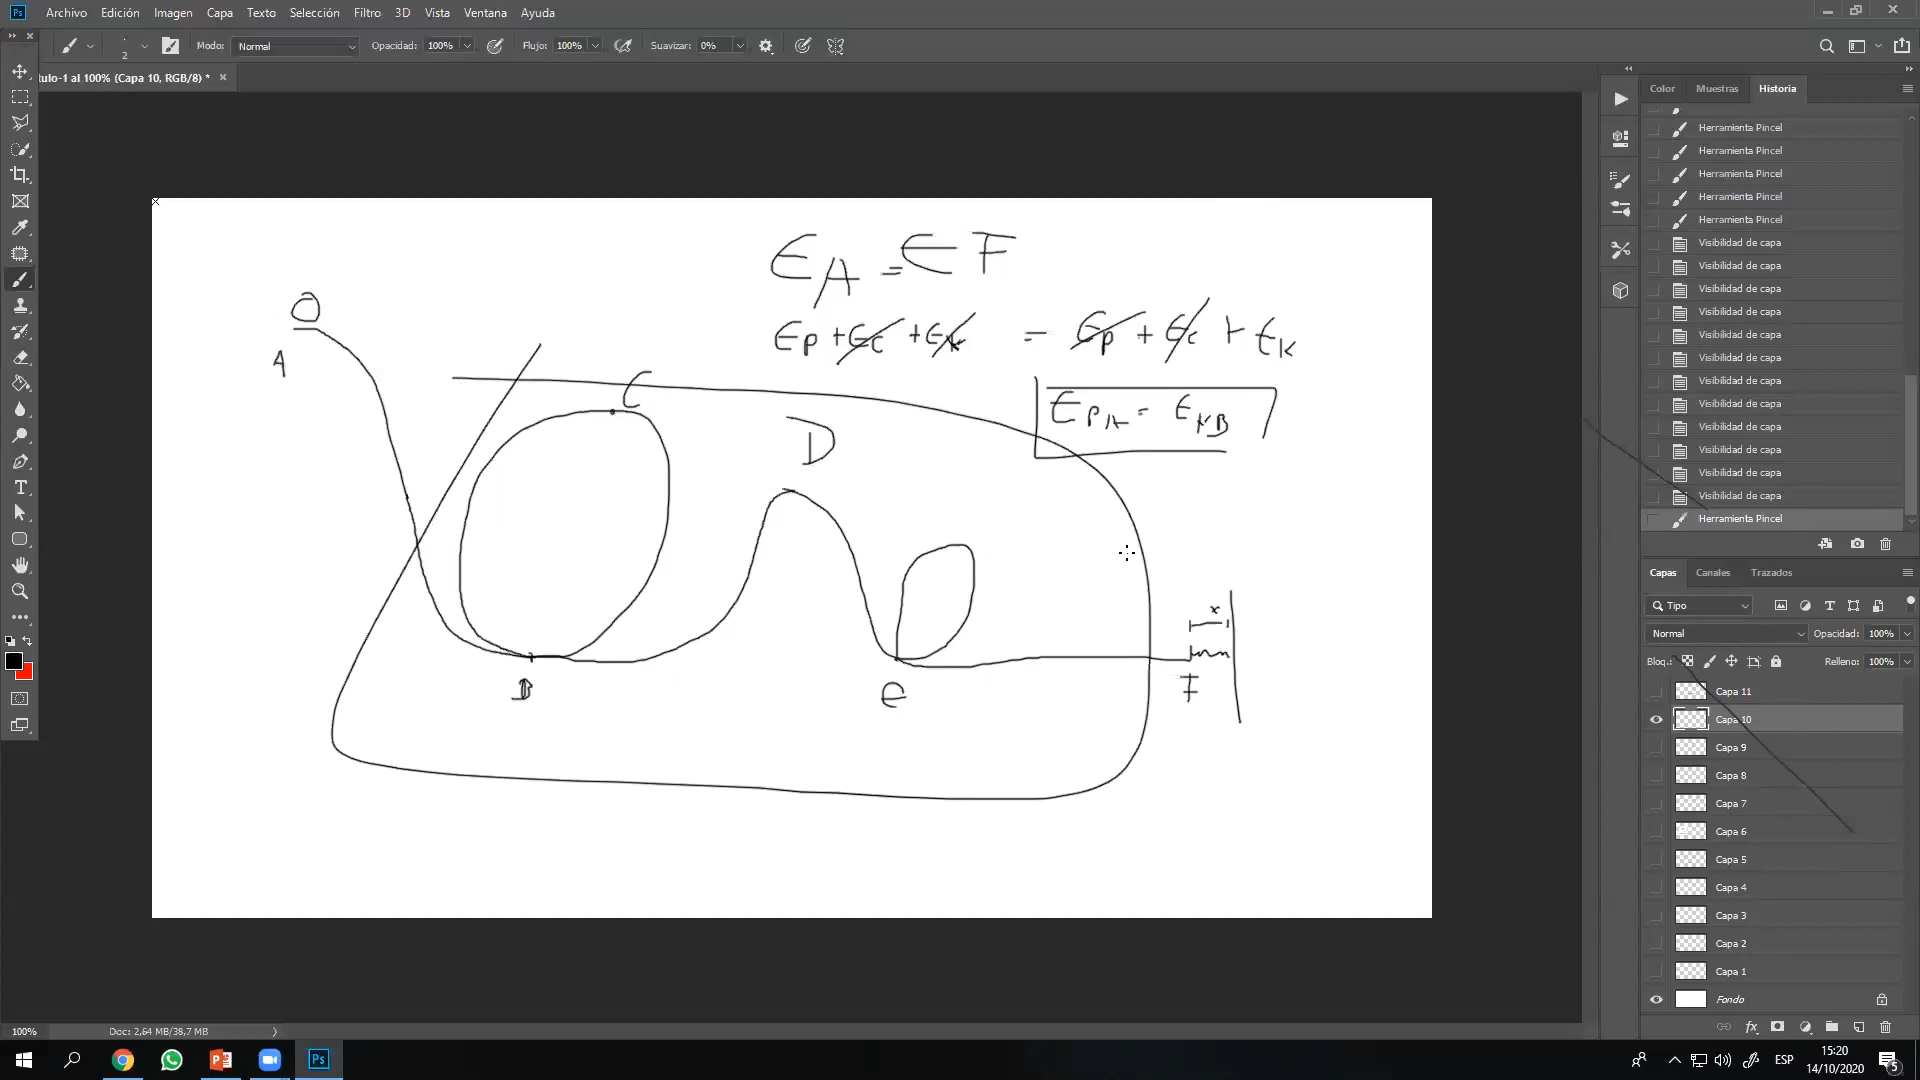 Ps Archivo Edición Imagen Capa Texto Selección Filtro 3D Vista Ventana Ayuda
2 Modo: Normal Opacidad: 100% Flujo: 100% Suavizar: 0%
tulo-1 al 100% (Capa 10, RGB/8) * ×
Color Muestras Historia
Herramienta Pincel
Herramienta Pincel
Herramienta Pincel
Herramienta Pincel
Herramienta Pincel
Visibilidad de capa
Visibilidad de capa
Visibilidad de capa
Visibilidad de capa
Visibilidad de capa
Visibilidad de capa
Visibilidad de capa
Visibilidad de capa
Visibilidad de capa
Visibilidad de capa
Visibilidad de capa
Visibilidad de capa
Herramienta Pincel
EA = EF
Ep + Ec + Ek = Ep + Ec + Ek
EPA = EKB
A
C
D
B
e
x
F
Capas Canales Trazados
Tipo
Normal Opacidad: 100%
Bloq.: Relleno: 100%
Capa 11
Capa 10
Capa 9
Capa 8
Capa 7
Capa 6
Capa 5
Capa 4
Capa 3
Capa 2
Capa 1
Fondo
fx
100% Doc: 2,64 MB/38,7 MB
Ps
ESP
15:20
14/10/2020
5